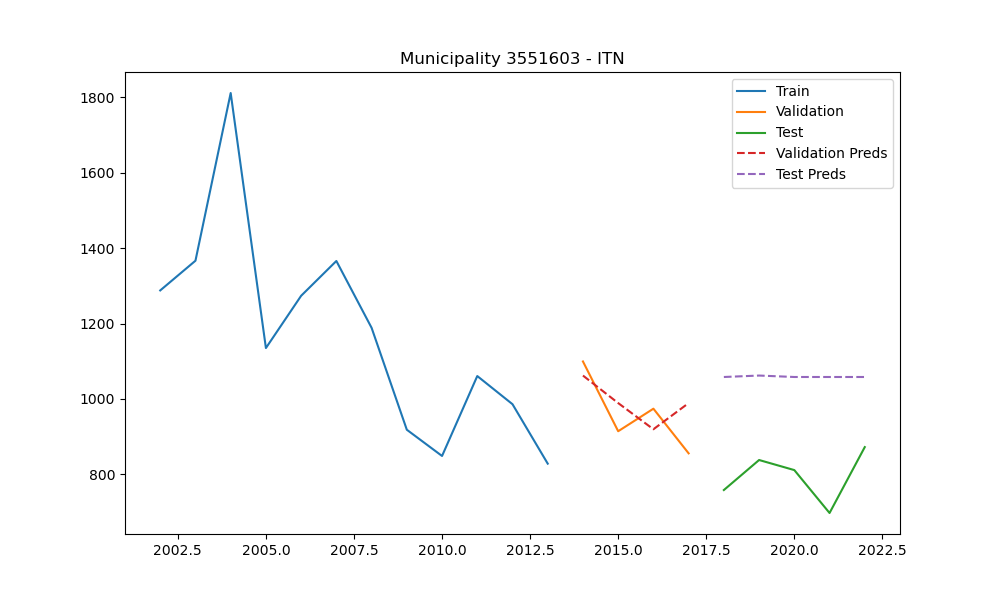 Municipality 3551603 - ITN
Train
Validation
Test
Validation Preds
Test Preds
1800
1600
1400
1200
1000
800
2002.5 2005.0 2007.5 2010.0 2012.5 2015.0 2017.5 2020.0 2022.5